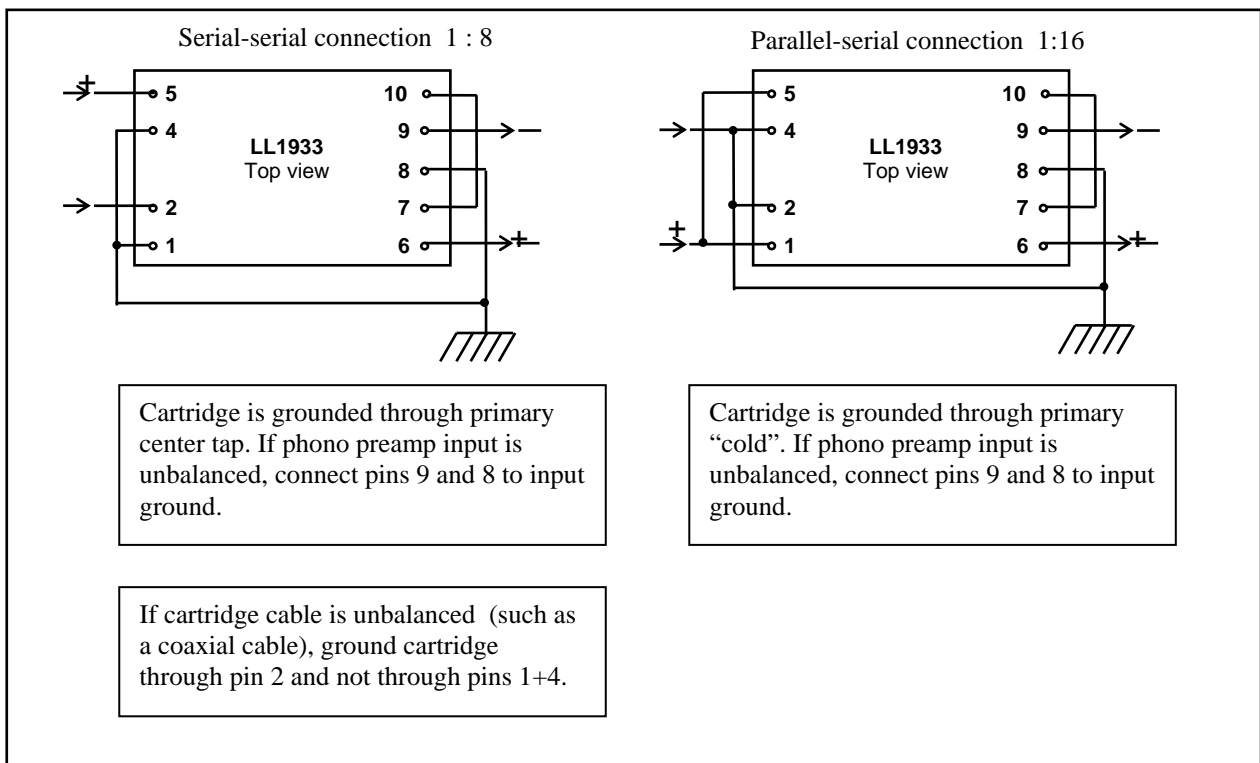 Serial-serial connection 1 : 8
+
5
4
2
1
10
9
8
7
6
LL1933
Top view
+
Parallel-serial connection 1:16
+
5
4
2
1
10
9
8
7
6
LL1933
Top view
+
Cartridge is grounded through primary
center tap. If phono preamp input is
unbalanced, connect pins 9 and 8 to input
ground.
Cartridge is grounded through primary
“cold”. If phono preamp input is
unbalanced, connect pins 9 and 8 to input
ground.
If cartridge cable is unbalanced (such as
a coaxial cable), ground cartridge
through pin 2 and not through pins 1+4.